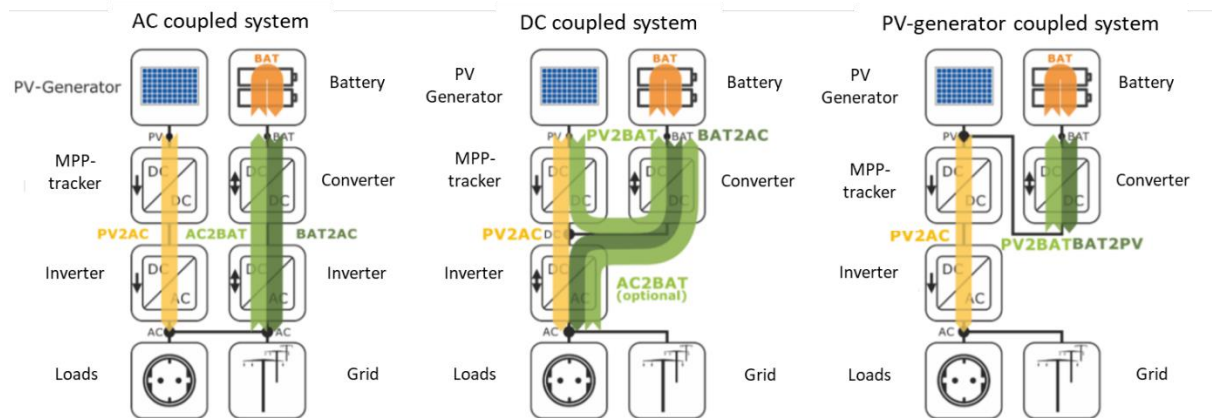 AC coupled system
PV-Generator
BAT
Battery
PV
BAT
MPP-
tracker
DC
DC
DC
DC
Converter
PV2AC
AC2BAT
BAT2AC
Inverter
DC
AC
DC
AC
Inverter
AC
AC
Loads
Grid
DC coupled system
PV
Generator
BAT
Battery
PV
PV2BAT
BAT
BAT2AC
MPP-
tracker
DC
DC
DC
DC
Converter
PV2AC
DC
Inverter
DC
AC
AC2BAT
(optional)
AC
Loads
Grid
PV-generator coupled system
PV
Generator
BAT
Battery
PV
BAT
MPP-
tracker
DC
DC
DC
DC
Converter
PV2AC
PV2BAT
BAT2PV
Inverter
DC
AC
AC
Loads
Grid